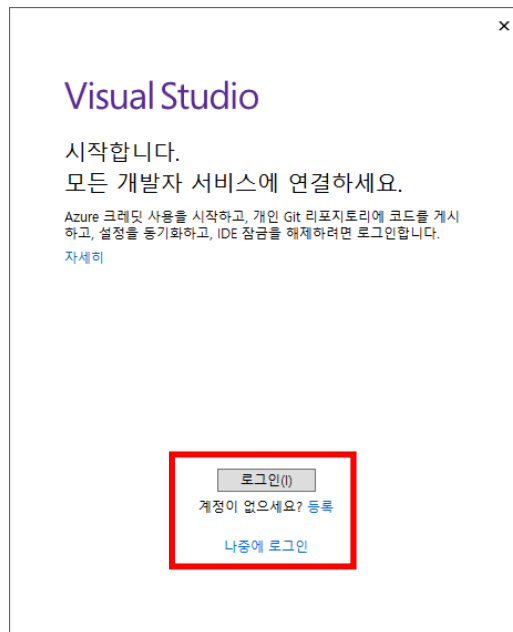 Visual Studio
시작합니다.
모든 개발자 서비스에 연결하세요.
Azure 크레딧 사용을 시작하고, 개인 Git 리포지토리에 코드를 게시
하고, 설정을 동기화하고, IDE 잠금을 해제하려면 로그인합니다.
자세히
로그인(I)
계정이 없으세요? 등록
나중에 로그인